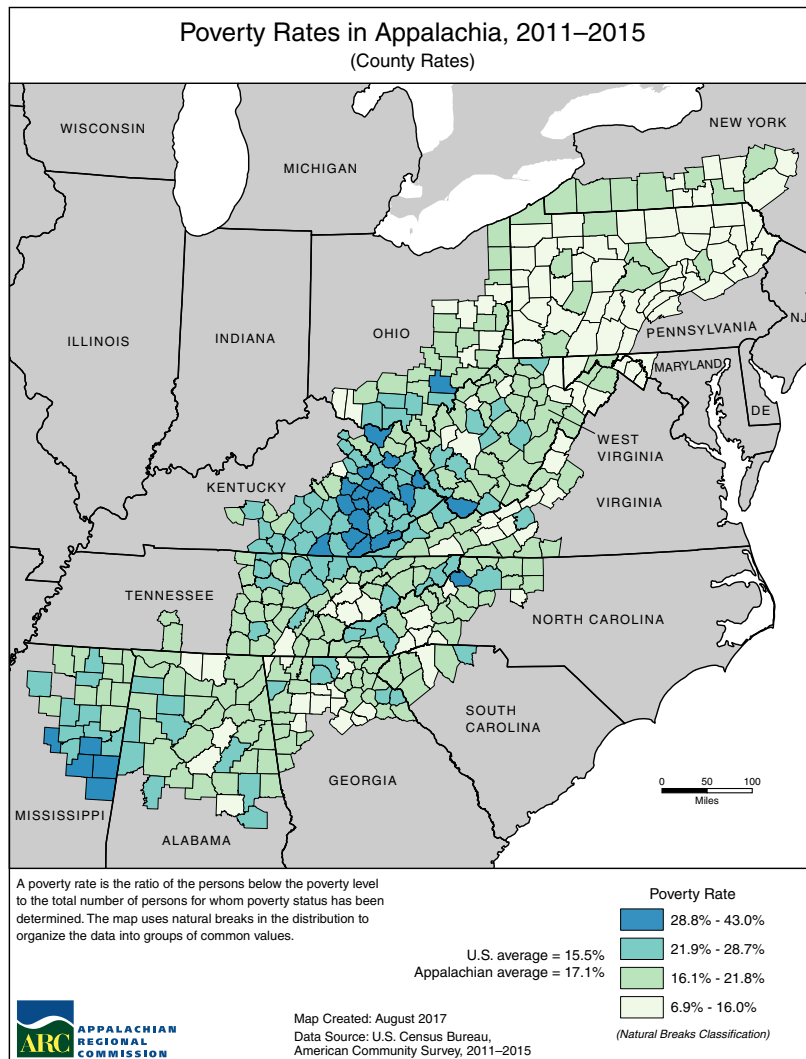 Poverty Rates in Appalachia, 2011–2015
(County Rates)
WISCONSIN
NEW YORK
MICHIGAN
ILLINOIS
INDIANA
OHIO
PENNSYLVANIA
NJ
MARYLAND
DE
WEST
VIRGINIA
KENTUCKY
VIRGINIA
TENNESSEE
NORTH CAROLINA
SOUTH
CAROLINA
GEORGIA
0 50 100
Miles
MISSISSIPPI
ALABAMA
A poverty rate is the ratio of the persons below the poverty level
to the total number of persons for whom poverty status has been
determined. The map uses natural breaks in the distribution to
organize the data into groups of common values.
U.S. average = 15.5%
Appalachian average = 17.1%
Poverty Rate
28.8% - 43.0%
21.9% - 28.7%
16.1% - 21.8%
6.9% - 16.0%
(Natural Breaks Classification)
ARC
APPALACHIAN
REGIONAL
COMMISSION
Map Created: August 2017
Data Source: U.S. Census Bureau,
American Community Survey, 2011–2015